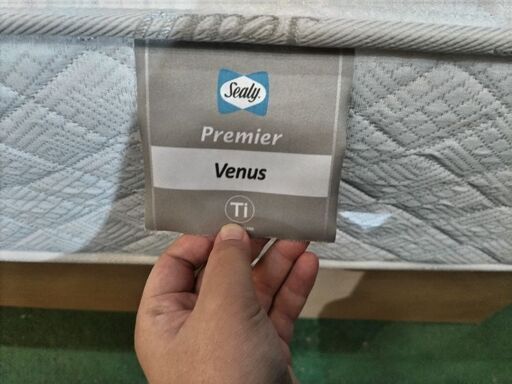 Sealy
Premier
Venus
Ti